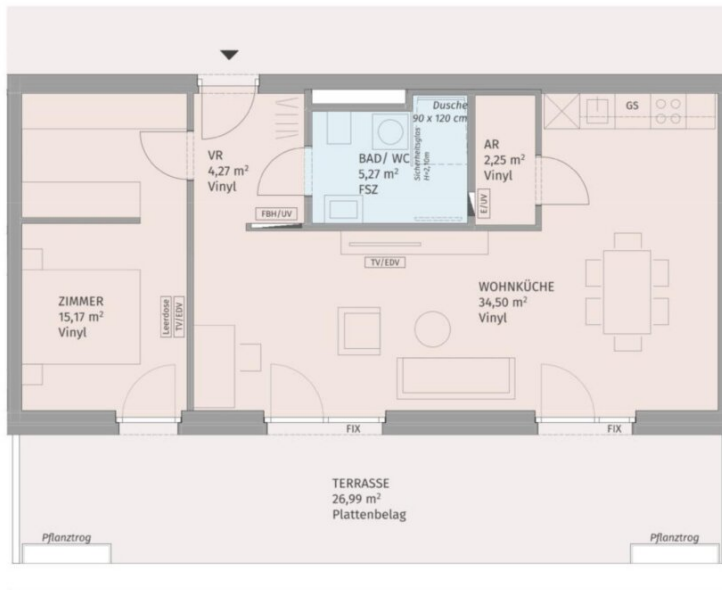 Dusche
90 x 120 cm
GS
VR
4,27 m²
Vinyl
BAD/ WC
5,27 m²
FSZ
Sicherheitsglas
H=2,10m
AR
2,25 m²
Vinyl
E/UV
FBH/UV
TV/EDV
WOHNKÜCHE
34,50 m²
Vinyl
ZIMMER
15,17 m²
Vinyl
Leerdose
TV/EDV
FIX
FIX
TERRASSE
26,99 m²
Plattenbelag
Pflanztrog
Pflanztrog